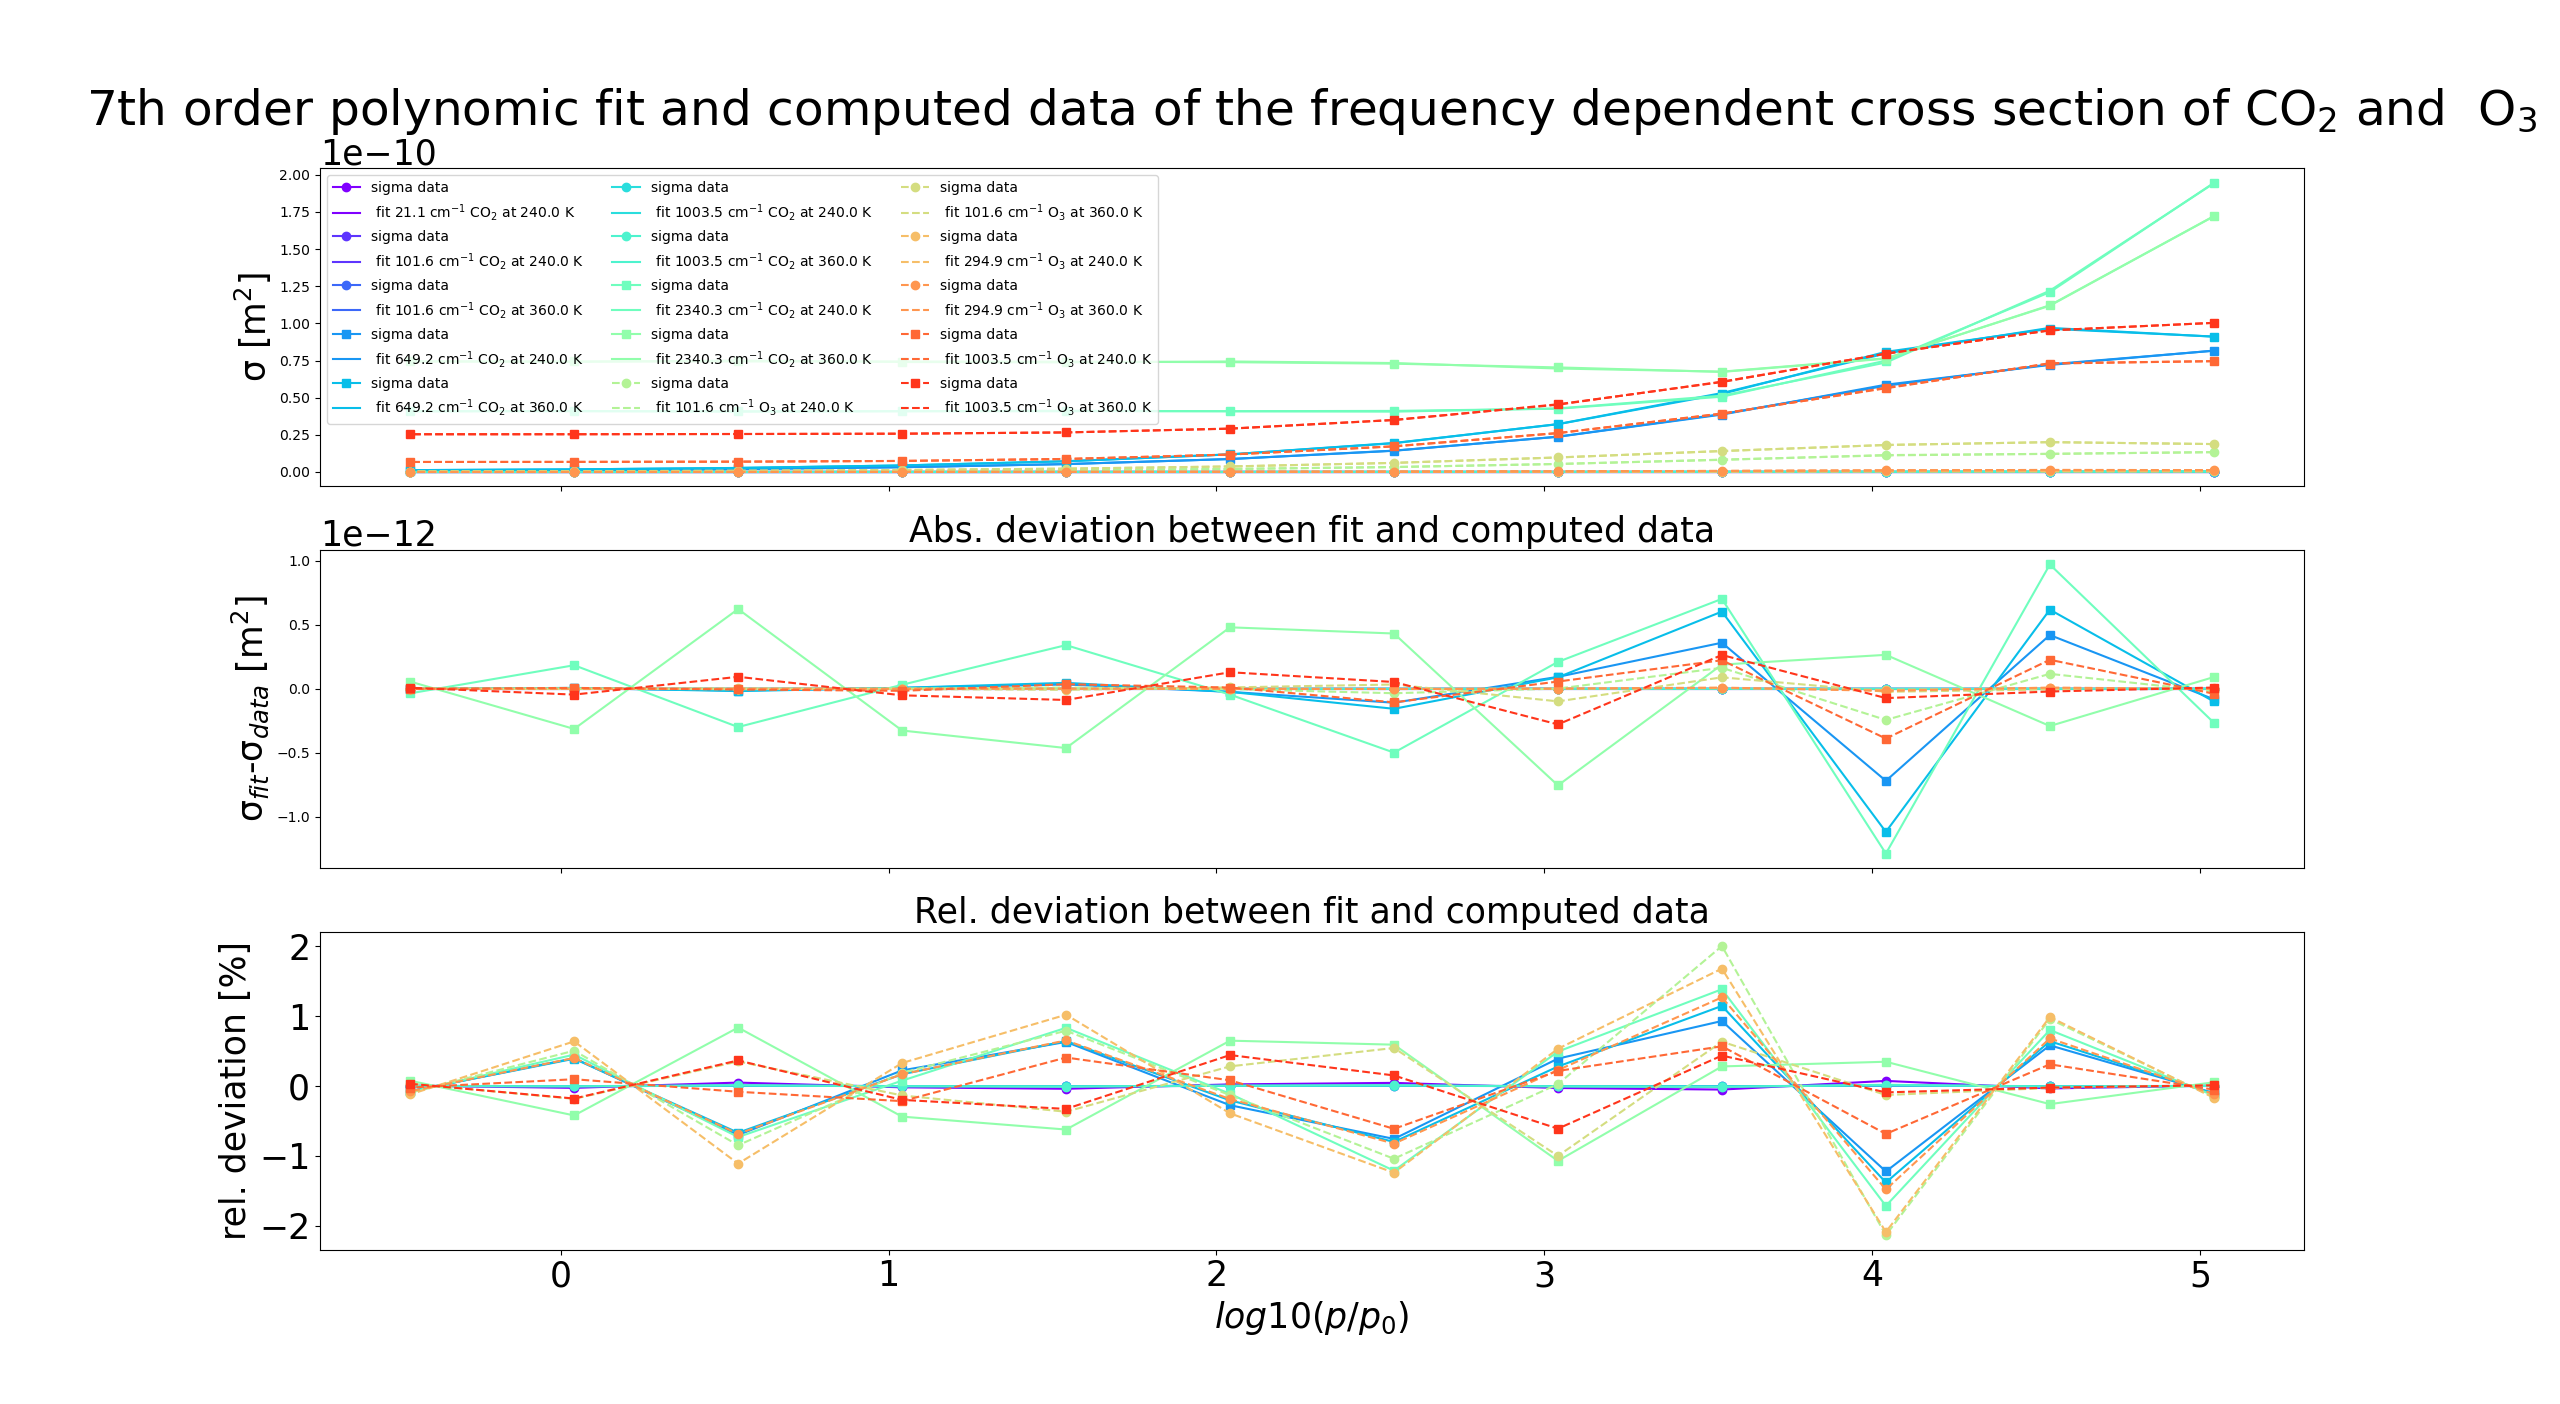 7th order polynomic fit and computed data of the frequency dependent cross section of CO₂ and O₃
1e−10
σ [m²]
2.00
1.75
1.50
1.25
1.00
0.75
0.50
0.25
0.00
sigma data
fit 21.1 cm⁻¹ CO₂ at 240.0 K
sigma data
fit 101.6 cm⁻¹ CO₂ at 240.0 K
sigma data
fit 101.6 cm⁻¹ CO₂ at 360.0 K
sigma data
fit 649.2 cm⁻¹ CO₂ at 240.0 K
sigma data
fit 649.2 cm⁻¹ CO₂ at 360.0 K
sigma data
fit 1003.5 cm⁻¹ CO₂ at 240.0 K
sigma data
fit 1003.5 cm⁻¹ CO₂ at 360.0 K
sigma data
fit 2340.3 cm⁻¹ CO₂ at 240.0 K
sigma data
fit 2340.3 cm⁻¹ CO₂ at 360.0 K
sigma data
fit 101.6 cm⁻¹ O₃ at 240.0 K
sigma data
fit 101.6 cm⁻¹ O₃ at 360.0 K
sigma data
fit 294.9 cm⁻¹ O₃ at 240.0 K
sigma data
fit 294.9 cm⁻¹ O₃ at 360.0 K
sigma data
fit 1003.5 cm⁻¹ O₃ at 240.0 K
sigma data
fit 1003.5 cm⁻¹ O₃ at 360.0 K
Abs. deviation between fit and computed data
1e−12
σ_fit-σ_data [m²]
1.0
0.5
0.0
−0.5
−1.0
Rel. deviation between fit and computed data
rel. deviation [%]
2
1
0
−1
−2
0 1 2 3 4 5
log10(p/p₀)